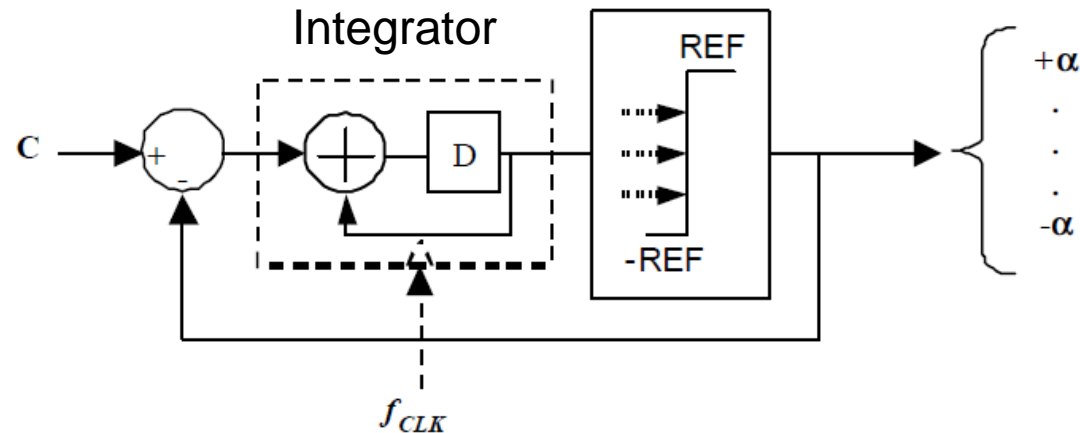 Integrator
REF
+α
C
+
D
.
.
-
.
-REF
-α
f_CLK